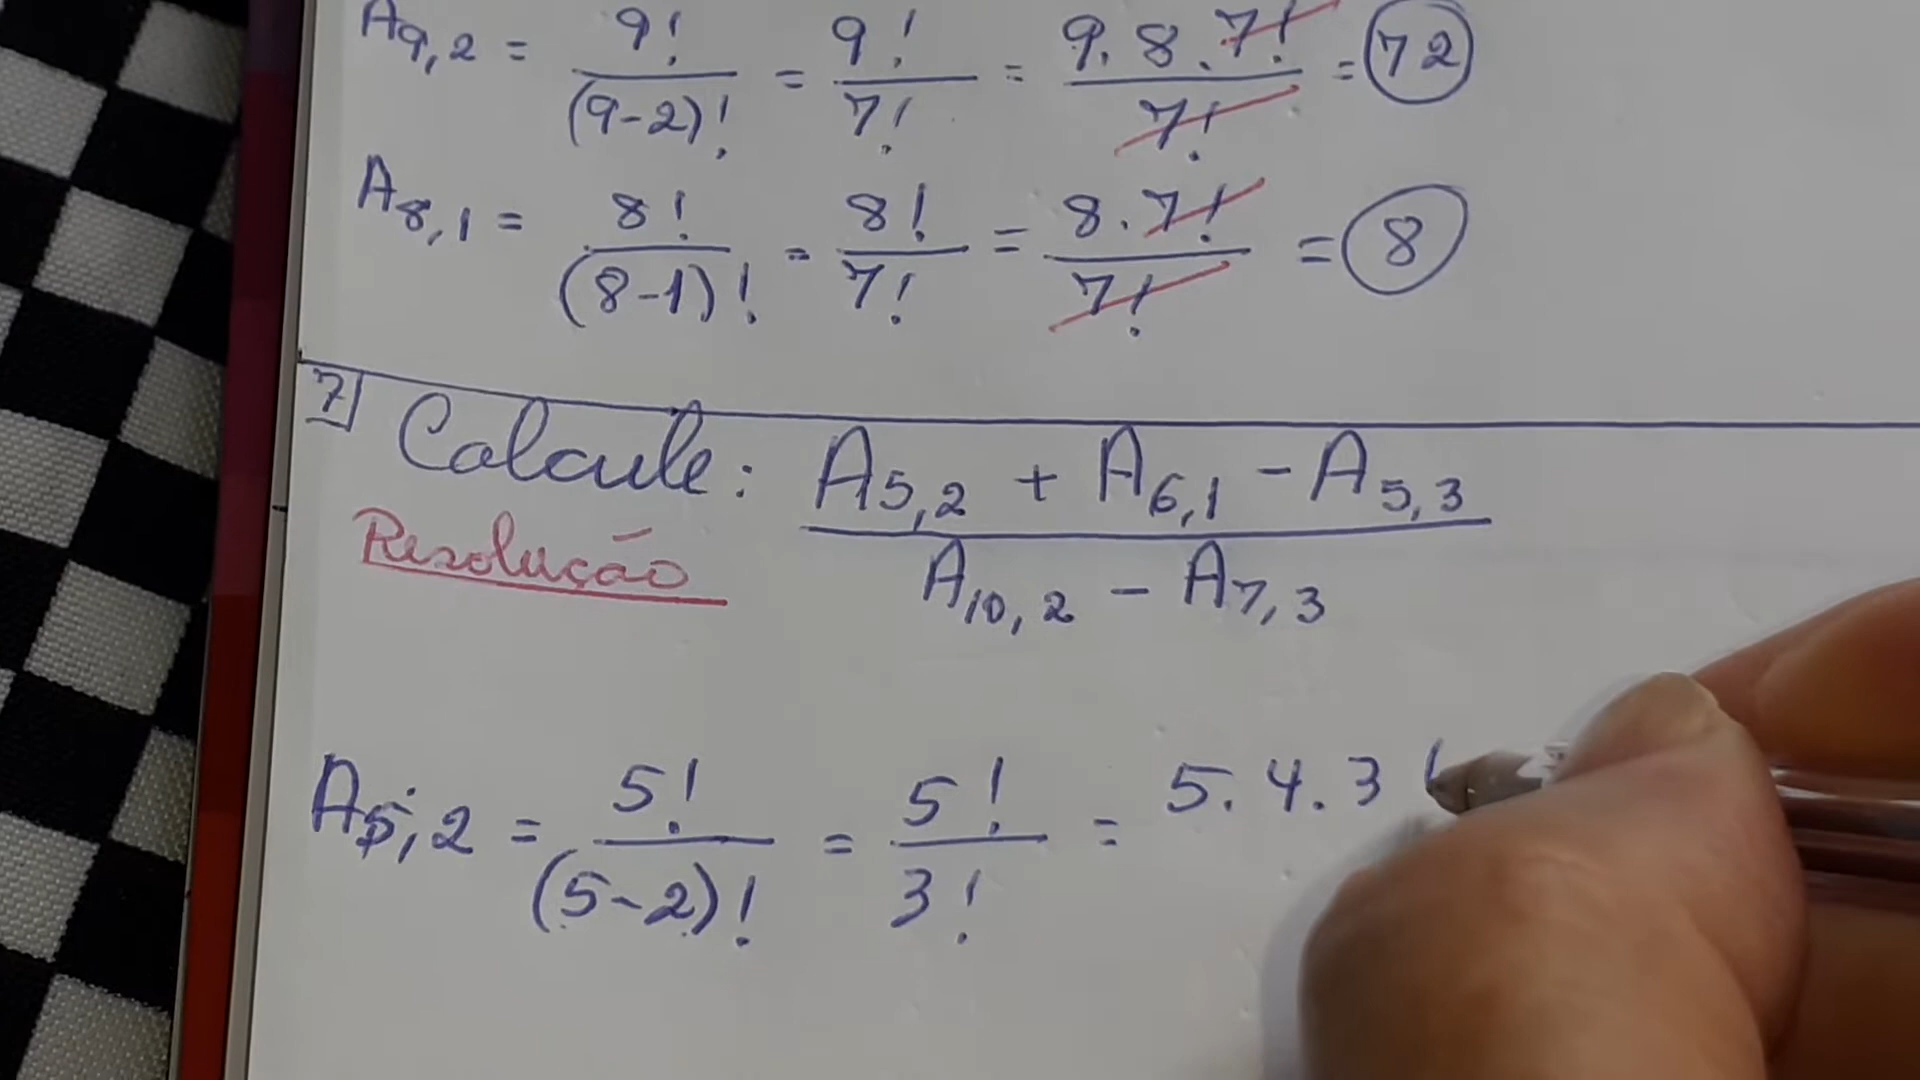 A9,2 = 9!/(9-2)! = 9!/7! = 9.8.7!/7! = 72
A8,1 = 8!/(8-1)! = 8!/7! = 8.7!/7! = 8
7 Calcule: A5,2 + A6,1 - A5,3 / A10,2 - A7,3
Resolução
A5,2 = 5!/(5-2)! = 5!/3! = 5.4.3